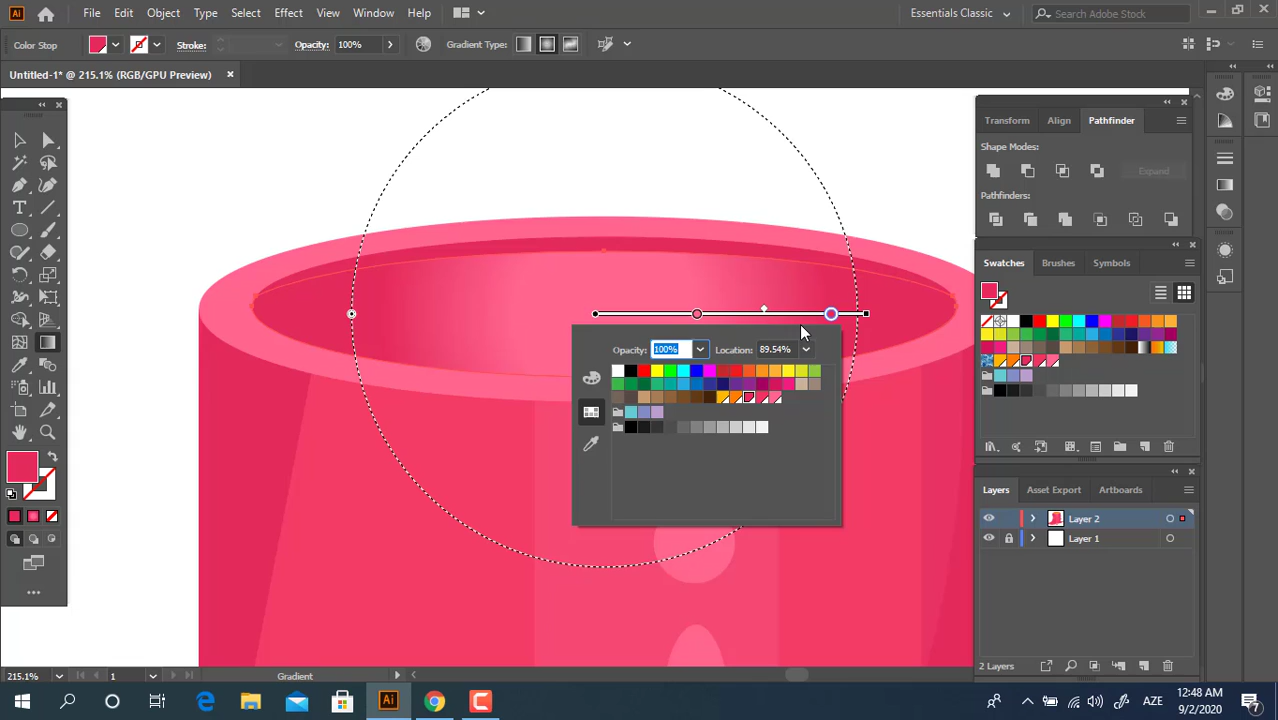 Ai File Edit Object Type Select Effect View Window Help Essentials Classic Search Adobe Stock
Color Stop Stroke: Opacity: 100% Gradient Type:
Untitled-1* @ 215.1% (RGB/GPU Preview)
Transform Align Pathfinder
Shape Modes:
Expand
Pathfinders:
Swatches Brushes Symbols
Opacity: 100% Location: 89.54%
Layers Asset Export Artboards
Layer 2
Layer 1
2 Layers
215.1% 1 Gradient
Ai AZE 12:48 AM
9/2/2020 7